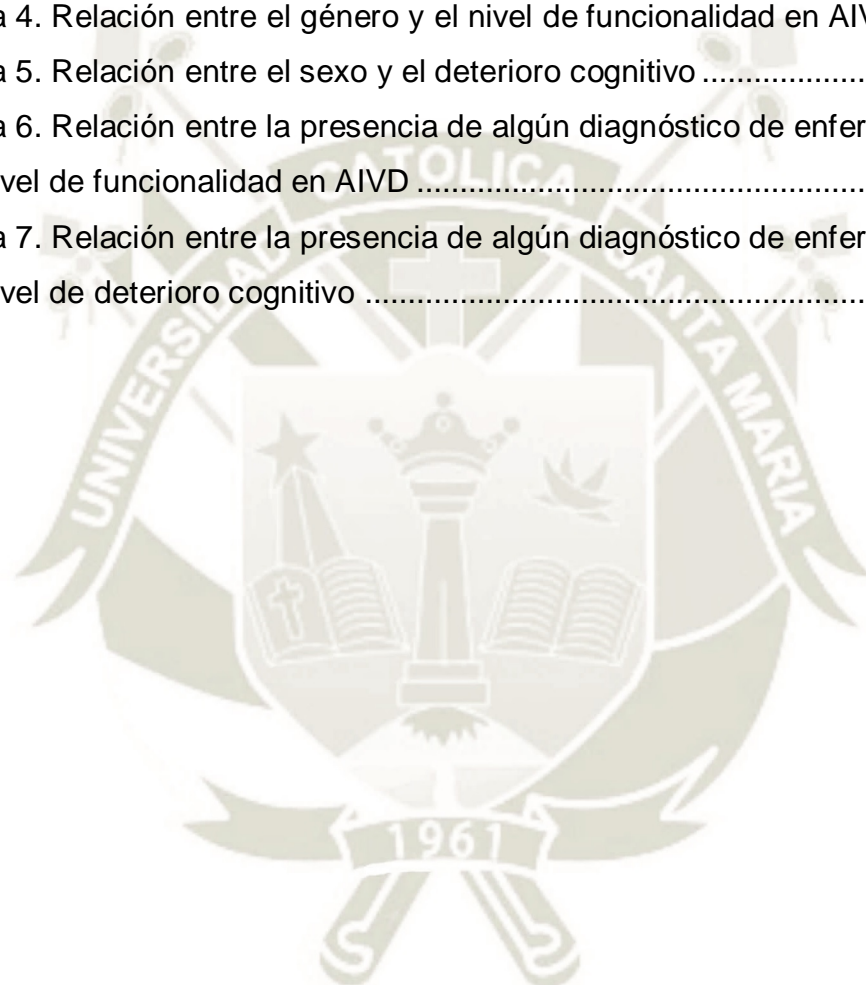 a 4. Relación entre el género y el nivel de funcionalidad en AIV
a 5. Relación entre el sexo y el deterioro cognitivo ..................
a 6. Relación entre la presencia de algún diagnóstico de enfer
vel de funcionalidad en AIVD ....................................................
a 7. Relación entre la presencia de algún diagnóstico de enfer
vel de deterioro cognitivo ..........................................................
UNIVERSIDAD CATOLICA SANTA MARIA
1961